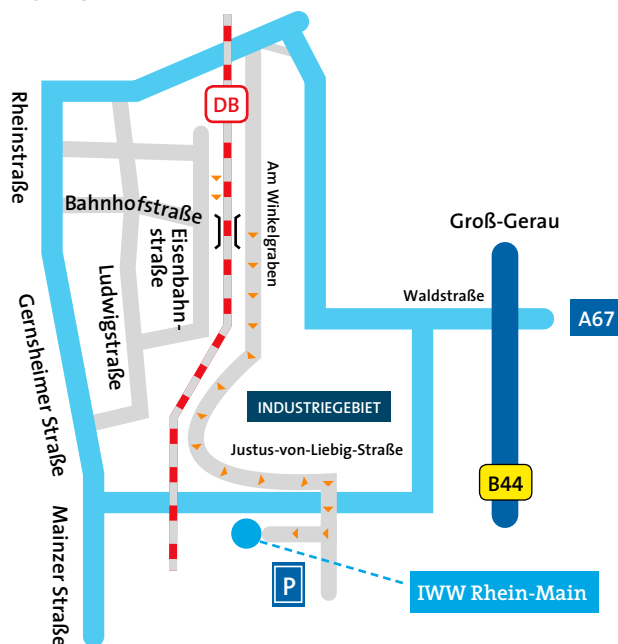 DB
Rheinstraße
Am Winkelgraben
Bahnhofstraße
Eisenbahn-
straße
Groß-Gerau
Ludwigstraße
Waldstraße
A67
Gernsheimer Straße
INDUSTRIEGEBIET
Justus-von-Liebig-Straße
B44
Mainzer Straße
P
IWW Rhein-Main